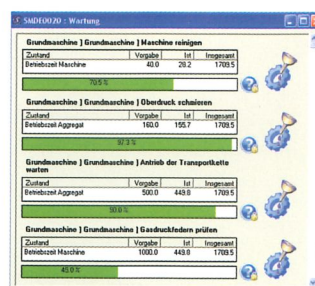 SMDE0020 : Wartung
Grundmaschine ] Grundmaschine ] Maschine reinigen
Zustand Vorgabe Ist Insgesamt
Betriebszeit Maschine 40.0 28.2 1709.5
70.5 %
Grundmaschine ] Grundmaschine ] Oberdruck schmieren
Zustand Vorgabe Ist Insgesamt
Betriebszeit Aggregat 160.0 155.7 1709.5
97.3 %
Grundmaschine ] Grundmaschine ] Antrieb der Transportkette
warten
Zustand Vorgabe Ist Insgesamt
Betriebszeit Aggregat 500.0 449.8 1709.5
Grundmaschine ] Grundmaschine ] Gasdruckfedern prüfen
Zustand Vorgabe Ist Insgesamt
Betriebszeit Maschine 1000.0 449.8 1709.5
45.0 %